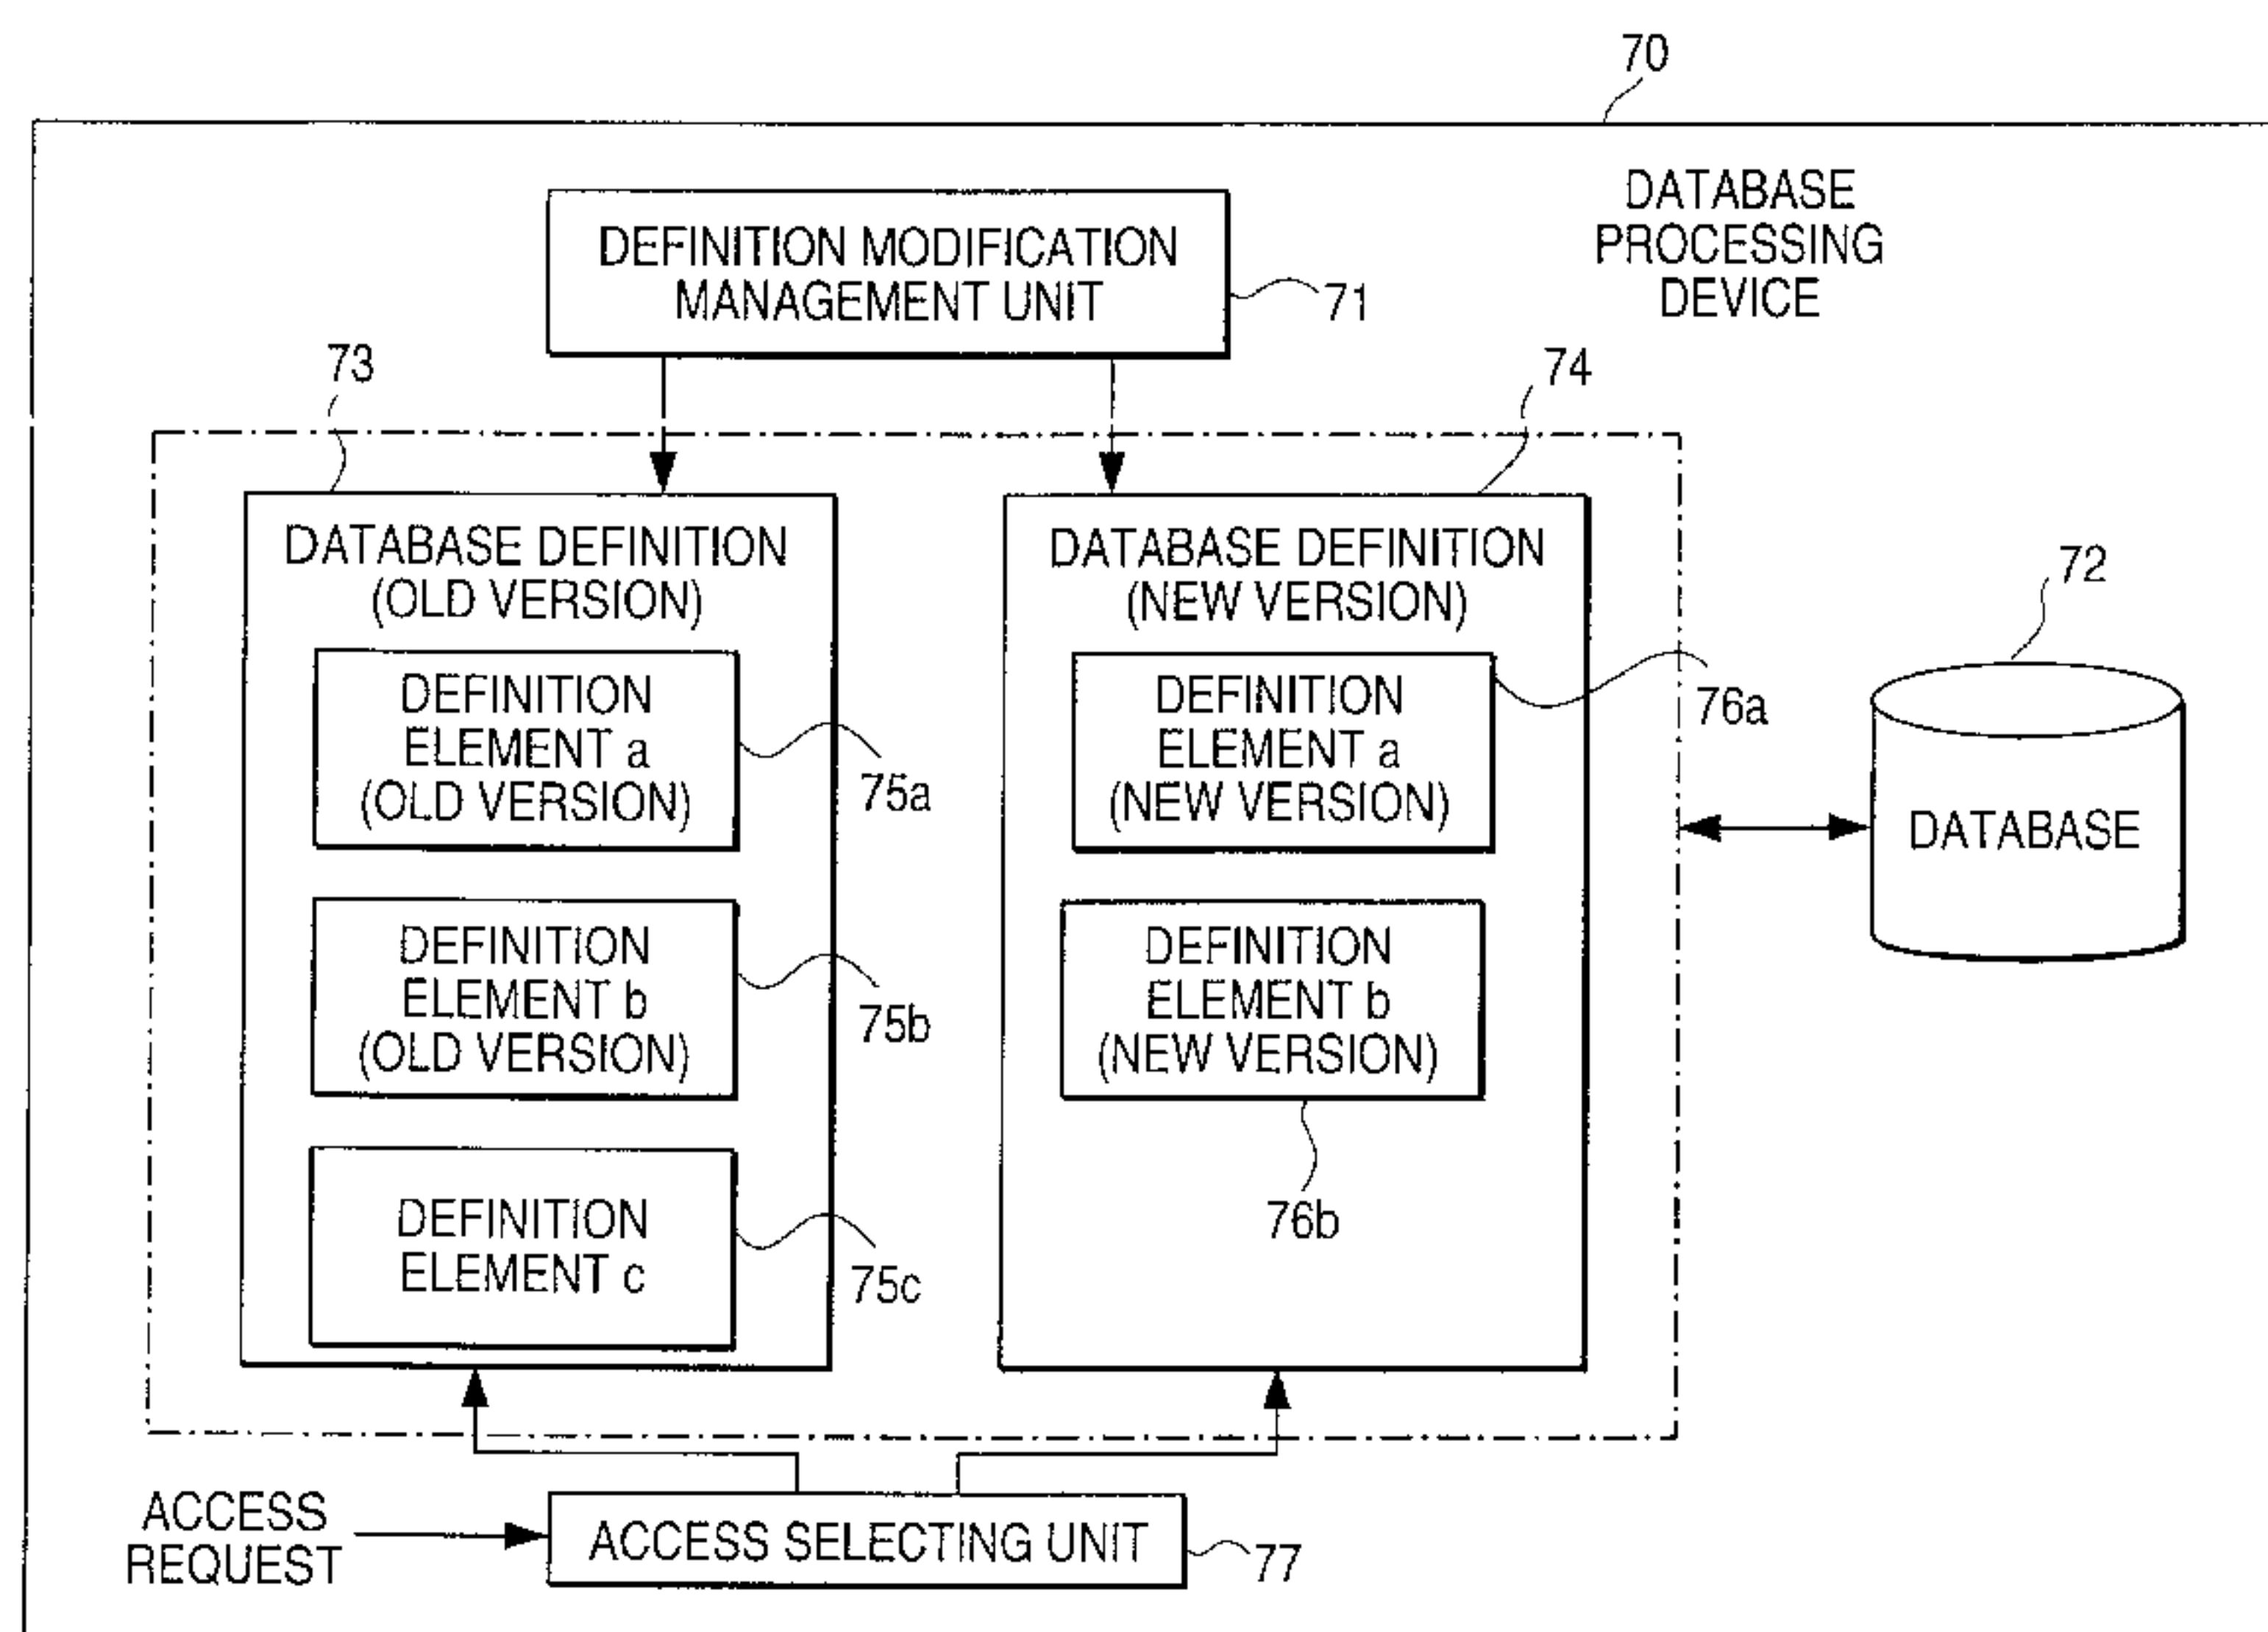 70
DATABASE
PROCESSING
DEVICE
DEFINITION MODIFICATION
MANAGEMENT UNIT
71
73
74
DATABASE DEFINITION
(OLD VERSION)
DEFINITION
ELEMENT a
(OLD VERSION)
75a
DEFINITION
ELEMENT b
(OLD VERSION)
75b
DEFINITION
ELEMENT c
75c
DATABASE DEFINITION
(NEW VERSION)
DEFINITION
ELEMENT a
(NEW VERSION)
76a
DEFINITION
ELEMENT b
(NEW VERSION)
76b
72
DATABASE
ACCESS
REQUEST
ACCESS SELECTING UNIT
77